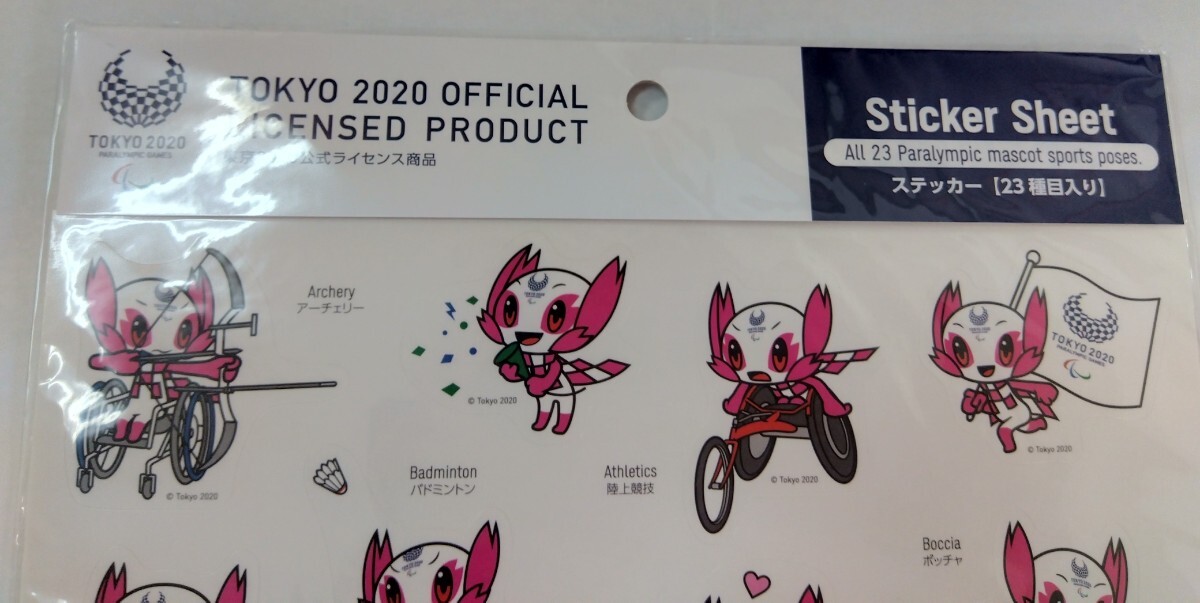 TOKYO 2020
PARALYMPIC GAMES
TOKYO 2020 OFFICIAL
LICENSED PRODUCT
公式ライセンス商品
Sticker Sheet
All 23 Paralympic mascot sports poses.
ステッカー【23種目入り】
Archery
アーチェリー
© Tokyo 2020
© Tokyo 2020
Badminton
バドミントン
Athletics
陸上競技
© Tokyo 2020
TOKYO 2020
PARALYMPIC GAMES
© Tokyo 2020
Boccia
ボッチャ